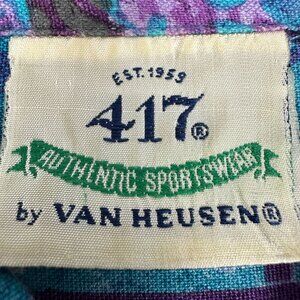 EST. 1959
417®
AUTHENTIC SPORTSWEAR
by VAN HEUSEN®